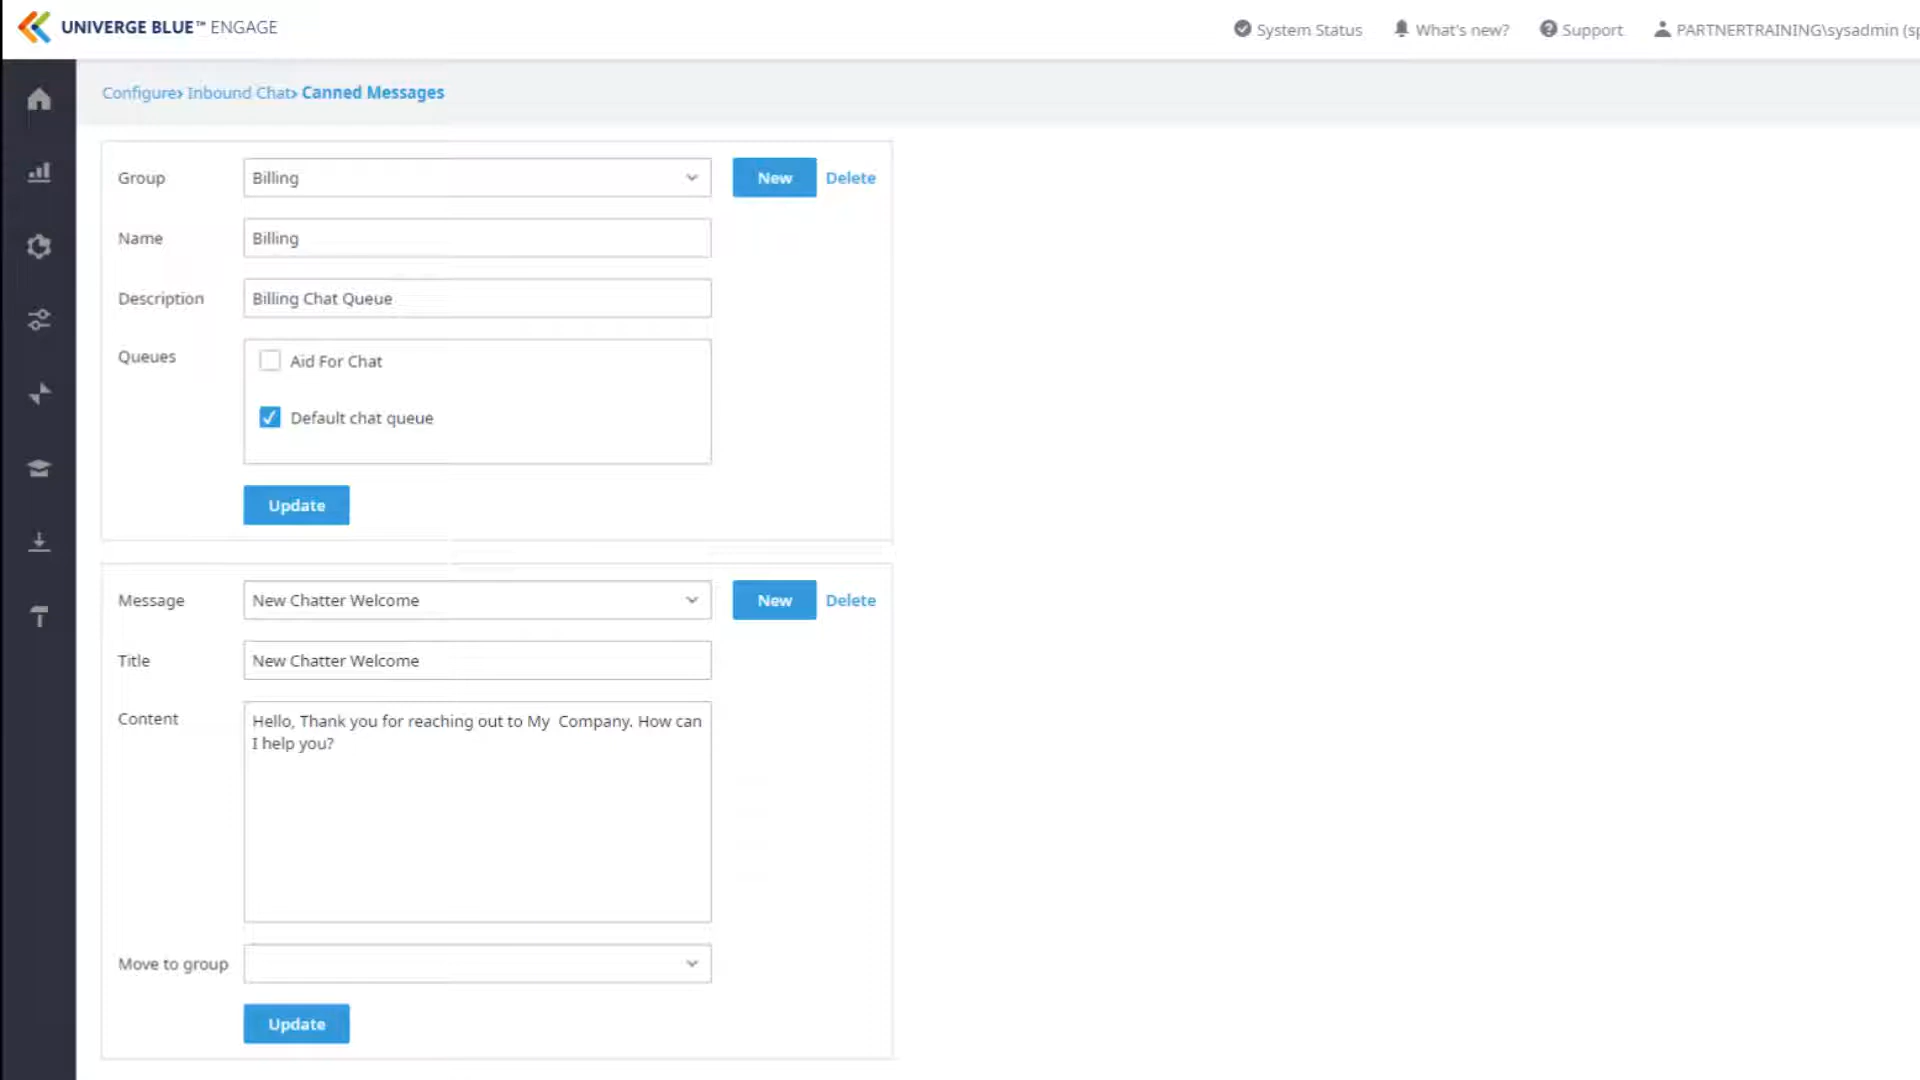 UNIVERGE BLUE™ ENGAGE
System Status
What's new?
Support
PARTNERTRAINING\sysadmin (sp
Configure› Inbound Chat› Canned Messages
Group
Billing
New
Delete
Name
Billing
Description
Billing Chat Queue
Queues
Aid For Chat
Default chat queue
Update
Message
New Chatter Welcome
New
Delete
Title
New Chatter Welcome
Content
Hello, Thank you for reaching out to My  Company. How can
I help you?
Move to group
Update